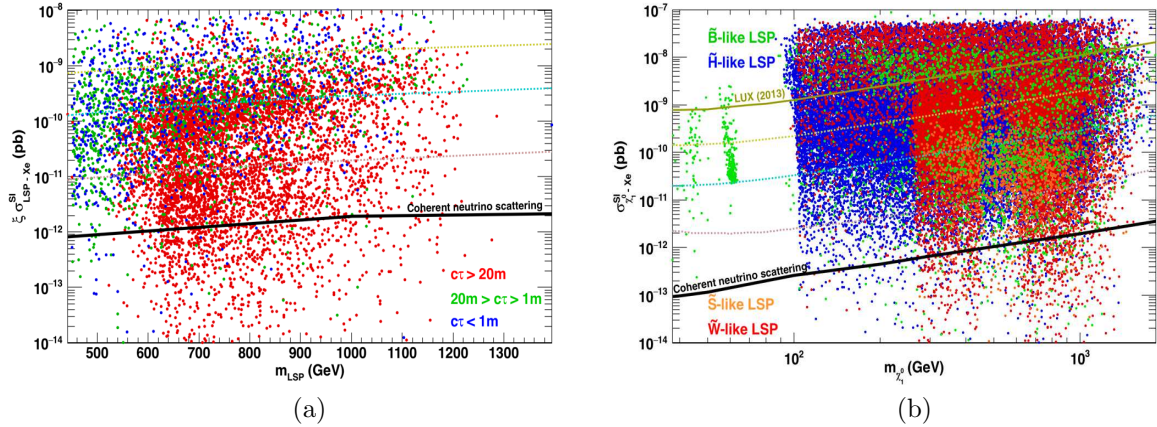 10⁻⁸
10⁻⁹
10⁻¹⁰
10⁻¹¹
10⁻¹²
10⁻¹³
10⁻¹⁴
ξ σ^SI_LSP - Xe (pb)
Coherent neutrino scattering
cτ > 20m
20m > cτ > 1m
cτ < 1m
500 600 700 800 900 1000 1100 1200 1300
m_LSP (GeV)
(a)
10⁻⁷
10⁻⁸
10⁻⁹
10⁻¹⁰
10⁻¹¹
10⁻¹²
10⁻¹³
10⁻¹⁴
σ^SI_χ̃⁰₁ - Xe (pb)
B̃-like LSP
H̃-like LSP
LUX (2013)
Coherent neutrino scattering
S̃-like LSP
W̃-like LSP
10² 10³
m_χ̃⁰₁ (GeV)
(b)